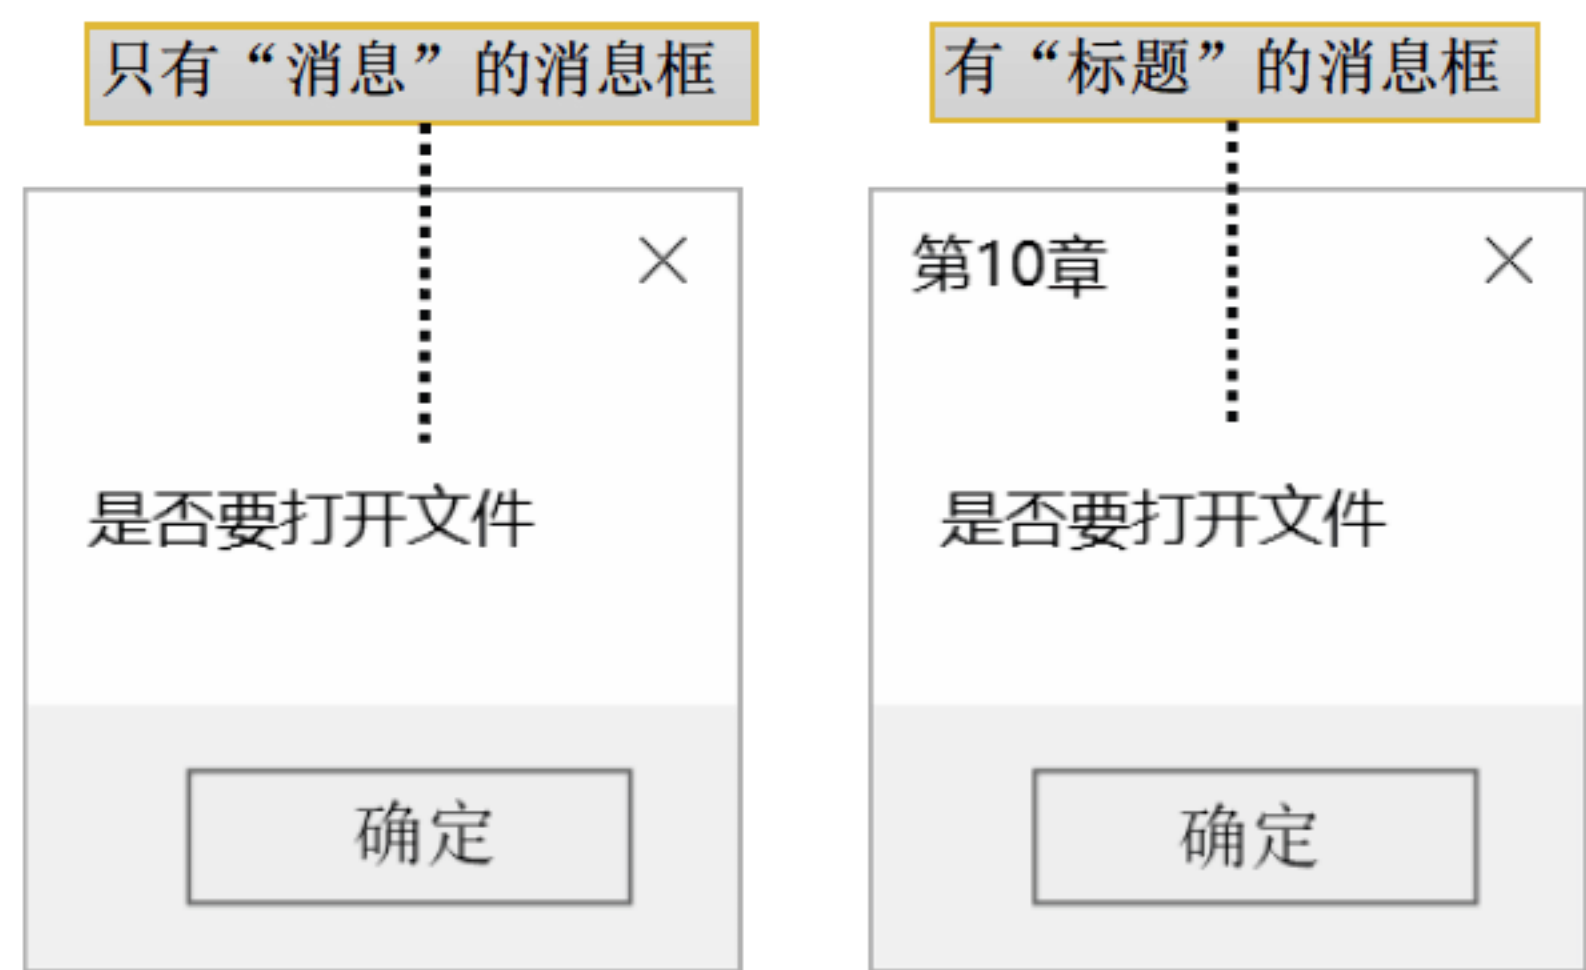 只有“消息”的消息框
有“标题”的消息框
第10章
是否要打开文件
是否要打开文件
确定
确定